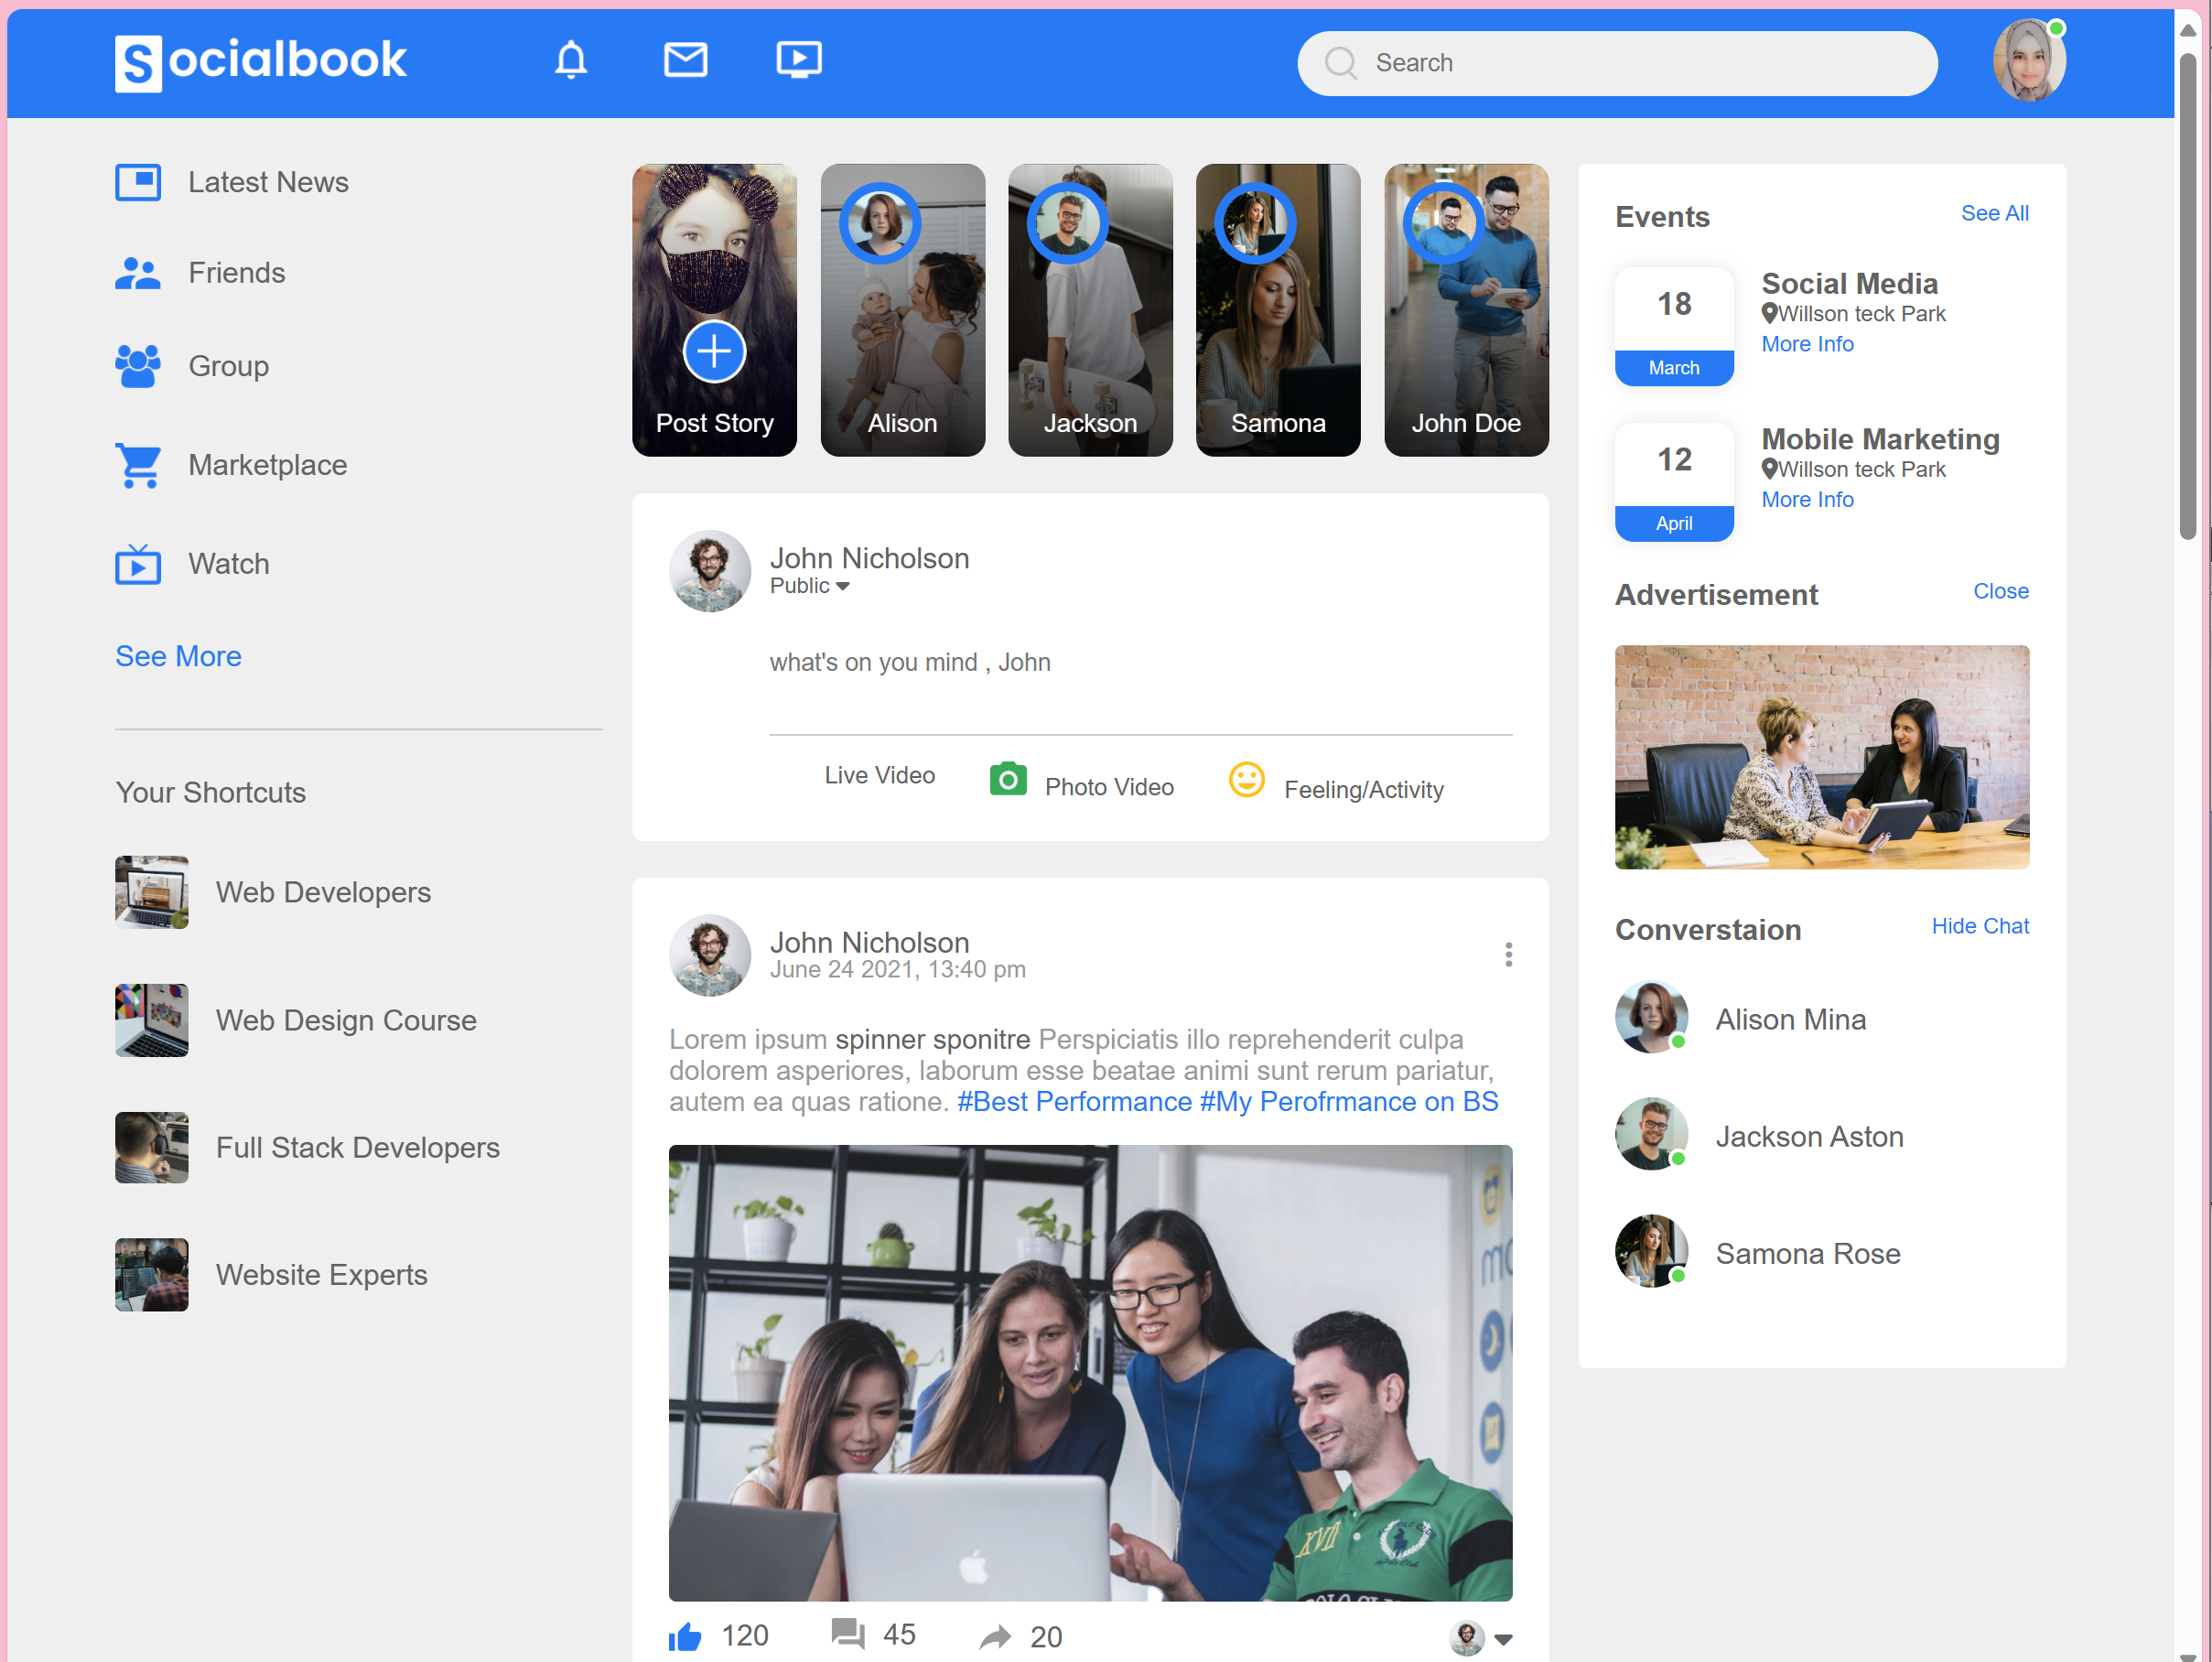 Socialbook
Search
Latest News
Friends
Group
Marketplace
Watch
See More
Your Shortcuts
Web Developers
Web Design Course
Full Stack Developers
Website Experts
Post Story
Alison
Jackson
Samona
John Doe
John Nicholson
Public
what's on you mind , John
Live Video
Photo Video
Feeling/Activity
John Nicholson
June 24 2021, 13:40 pm
Lorem ipsum spinner sponitre Perspiciatis illo reprehenderit culpa
dolorem asperiores, laborum esse beatae animi sunt rerum pariatur,
autem ea quas ratione. #Best Performance #My Perofrmance on BS
XVII
120
45
20
Events
See All
18
March
Social Media
Willson teck Park
More Info
12
April
Mobile Marketing
Willson teck Park
More Info
Advertisement
Close
Converstaion
Hide Chat
Alison Mina
Jackson Aston
Samona Rose